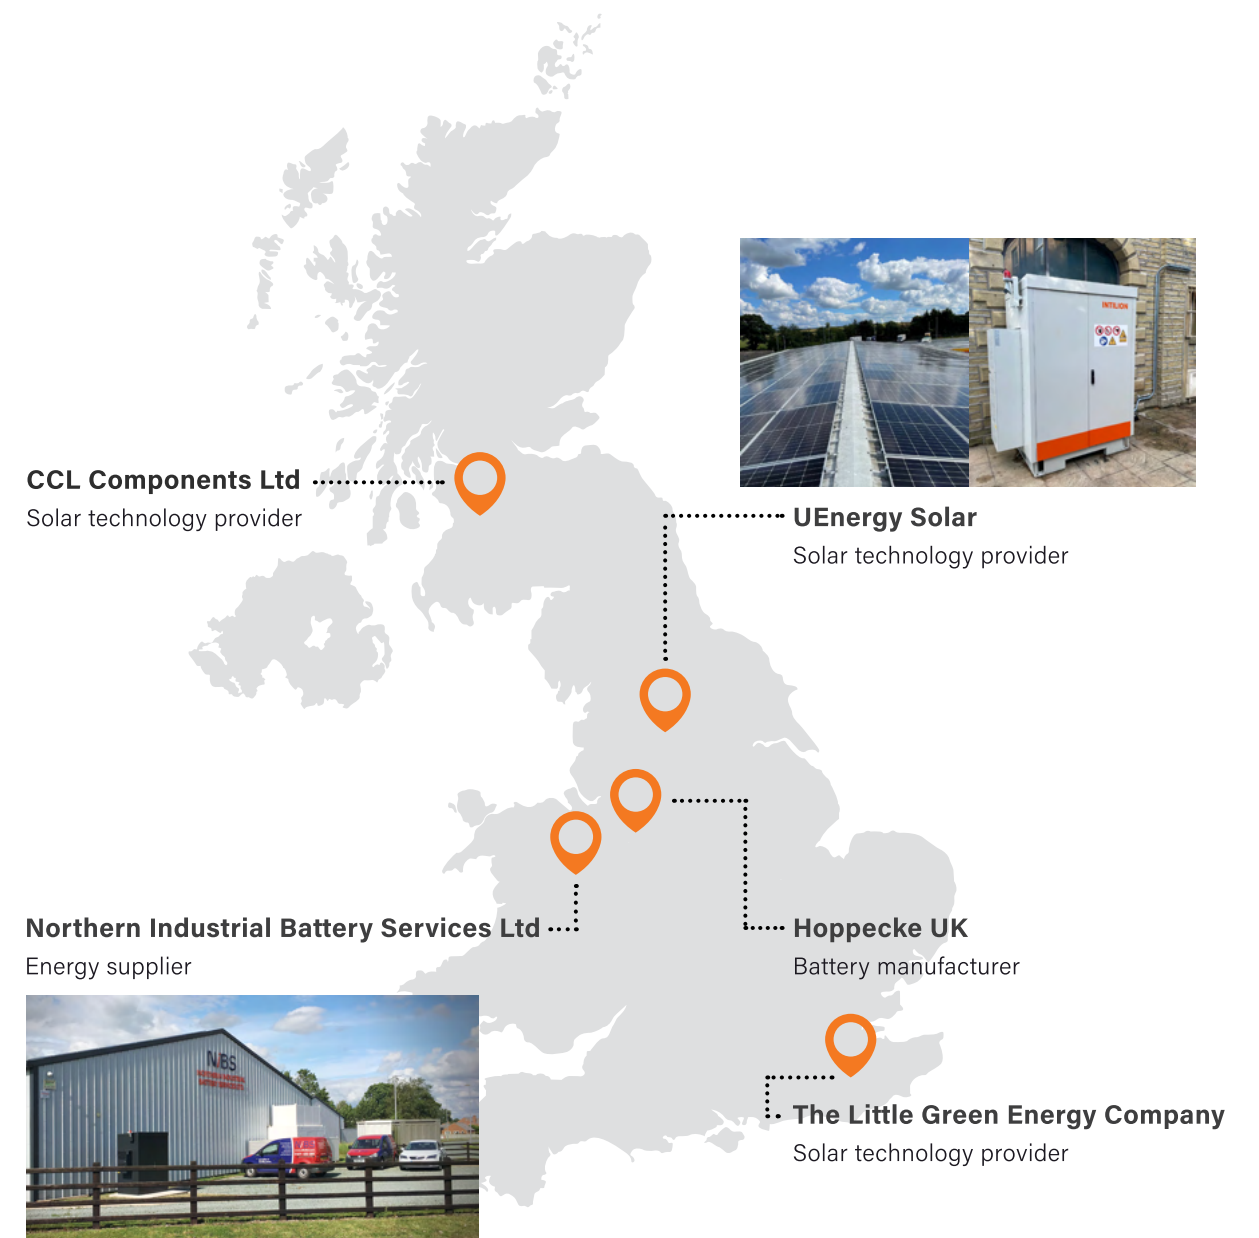 INTILION
CCL Components Ltd
Solar technology provider
UEnergy Solar
Solar technology provider
Northern Industrial Battery Services Ltd
Energy supplier
Hoppecke UK
Battery manufacturer
NIBS
The Little Green Energy Company
Solar technology provider